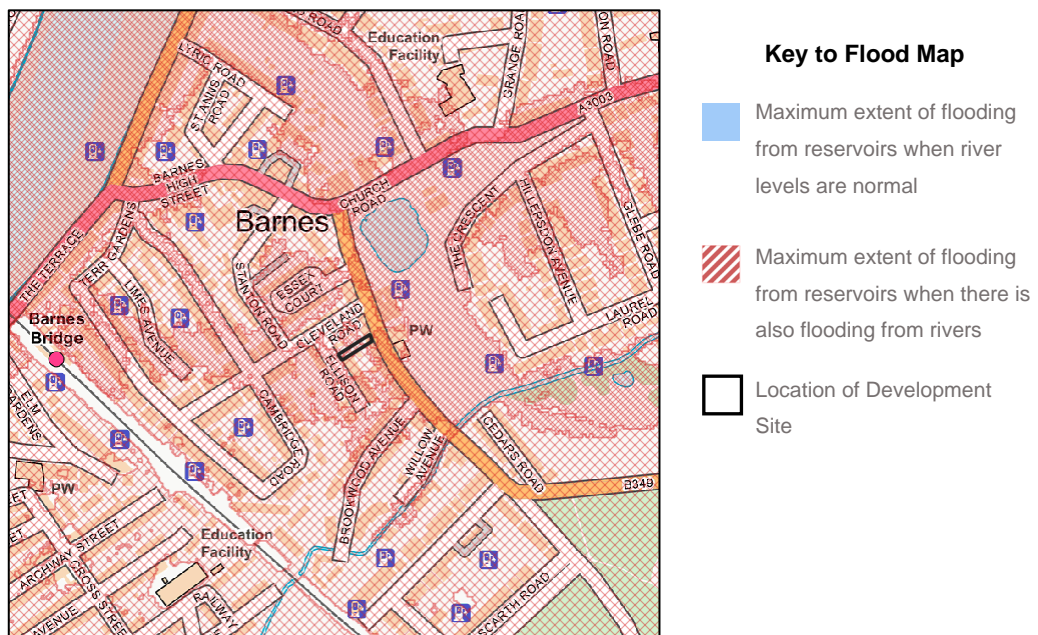 Key to Flood Map
Maximum extent of flooding
from reservoirs when river
levels are normal
Maximum extent of flooding
from reservoirs when there is
also flooding from rivers
Location of Development
Site
Education
Facility
ROAD
LYRIC ROAD
ST ANNS
ROAD
GRANGE ROA
ON ROAD
A3003
BARNES
HIGH
STREET
CHURCH
ROAD
Barnes
THE CRESCENT
HILLERSDON AVENUE
GLEBE ROAD
THE TERRACE
TERR GARDENS
LIMES AVENUE
STANTON ROAD
ESSEX
COURT
CLEVELAND
ROAD
LAUREL
ROAD
Barnes
Bridge
PW
ELLISON
ROAD
ELM
GARDENS
CAMBRIDGE ROAD
BROOKWOOD AVENUE
WILLOW
AVENUE
CEDARS ROAD
B349
PW
Education
Facility
ARCHWAY STREET
CROSS STREET
ET
AVENUE
RAILWAY
SCARTH ROAD